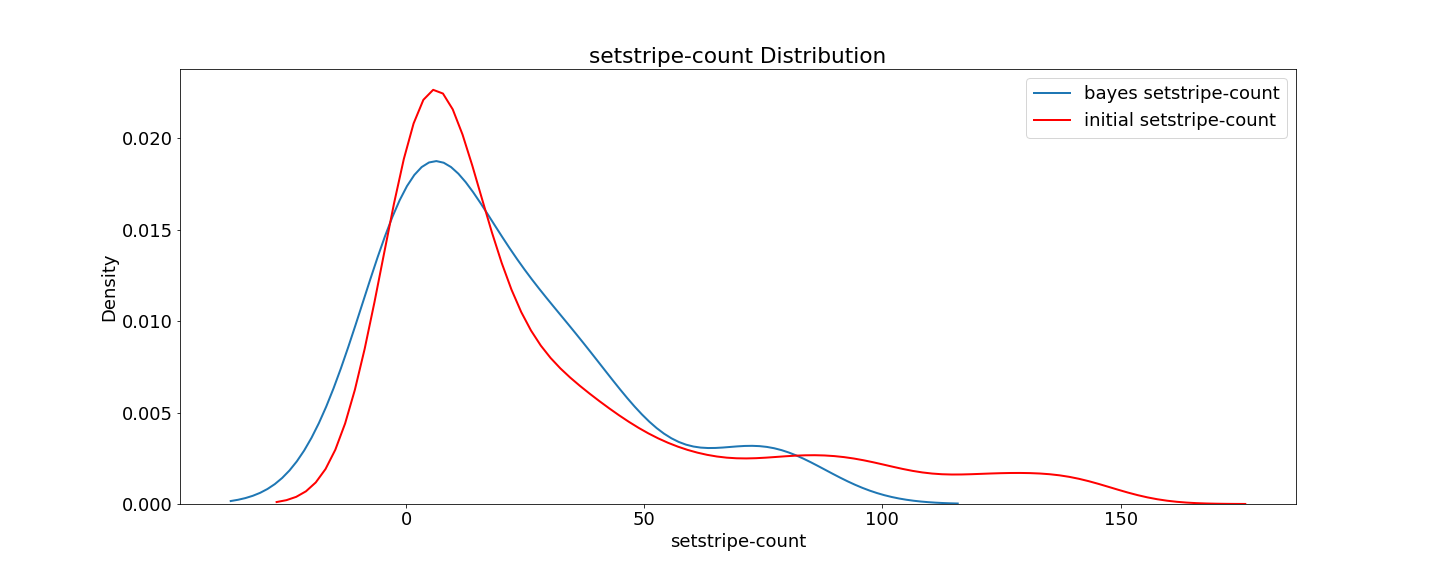 setstripe-count Distribution
bayes setstripe-count
initial setstripe-count
Density
0.020
0.015
0.010
0.005
0.000
0
50
100
150
setstripe-count